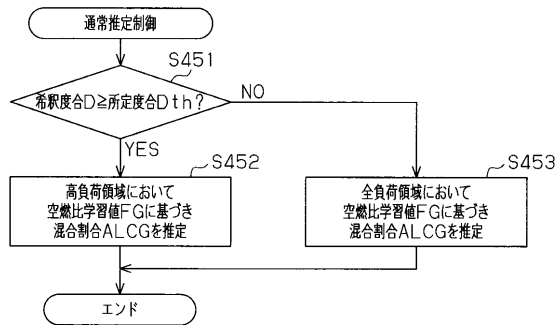 通常推定制御
S451
希釈度合D≧所定度合Dth?
NO
YES
S452
高負荷領域において
空燃比学習値FGに基づき
混合割合ALCGを推定
S453
全負荷領域において
空燃比学習値FGに基づき
混合割合ALCGを推定
エンド